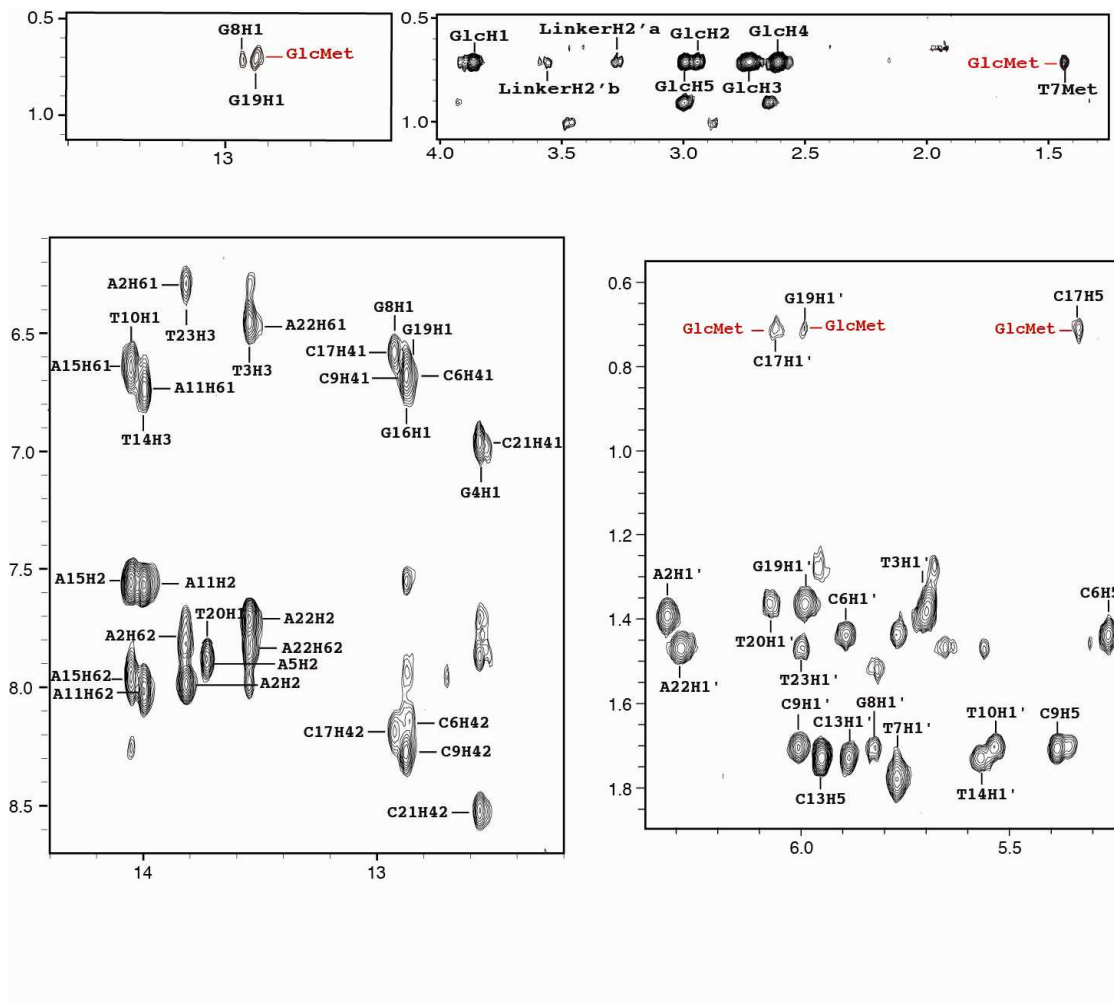 0.5
G8H1
GlcMet
G19H1
1.0
13
0.5
GlcH1
LinkerH2'a
GlcH2
GlcH4
GlcMet
LinkerH2'b
GlcH5
GlcH3
T7Met
1.0
4.0 3.5 3.0 2.5 2.0 1.5
A2H61
T10H1
T23H3
6.5
A22H61
G8H1
G19H1
A15H61
T3H3
C17H41
C9H41
C6H41
A11H61
T14H3
G16H1
7.0
C21H41
G4H1
7.5
A15H2
A11H2
T20H1
A22H2
A2H62
A22H62
A5H2
A15H62
A2H2
8.0
A11H62
C17H42
C6H42
C9H42
8.5
C21H42
14 13
0.6
GlcMet
G19H1'
GlcMet
C17H1'
C17H5
GlcMet
0.8
1.0
1.2
A2H1'
G19H1'
T3H1'
C6H1'
C6H5
1.4
T20H1'
A22H1'
T23H1'
1.6
C9H1'
C13H1'
G8H1'
T7H1'
T10H1'
C9H5
C13H5
T14H1'
1.8
6.0 5.5